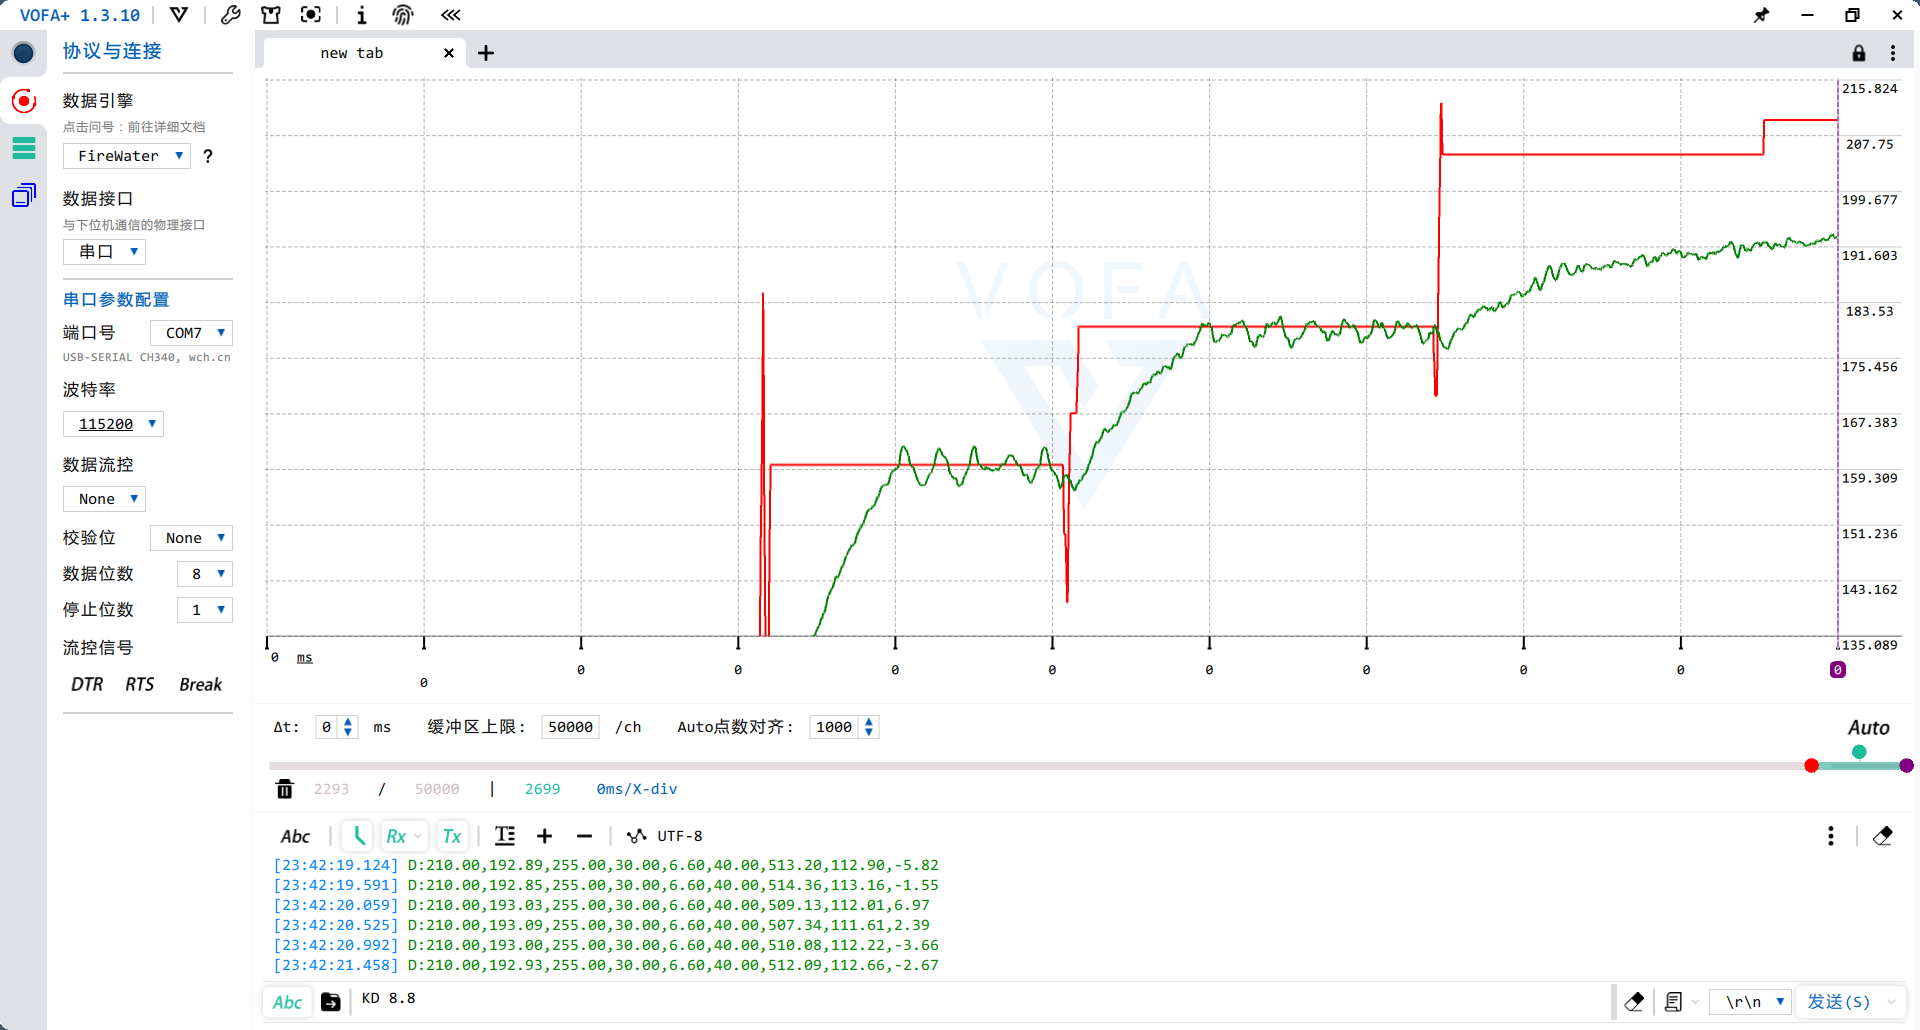 VOFA+ 1.3.10
协议与连接
new tab
数据引擎
点击问号：前往详细文档
FireWater ?
数据接口
与下位机通信的物理接口
串口
串口参数配置
端口号 COM7
USB-SERIAL CH340, wch.cn
波特率
115200
数据流控
None
校验位 None
数据位数 8
停止位数 1
流控信号
DTR RTS Break
215.824
207.75
199.677
191.603
183.53
175.456
167.383
159.309
151.236
143.162
135.089
VOFA
0 ms
0 0 0 0 0 0 0 0 0 0
Δt: 0 ms 缓冲区上限: 50000 /ch Auto点数对齐: 1000 Auto
2293 / 50000 | 2699 0ms/X-div
Abc Rx Tx UTF-8
[23:42:19.124] D:210.00,192.89,255.00,30.00,6.60,40.00,513.20,112.90,-5.82
[23:42:19.591] D:210.00,192.85,255.00,30.00,6.60,40.00,514.36,113.16,-1.55
[23:42:20.059] D:210.00,193.03,255.00,30.00,6.60,40.00,509.13,112.01,6.97
[23:42:20.525] D:210.00,193.09,255.00,30.00,6.60,40.00,507.34,111.61,2.39
[23:42:20.992] D:210.00,193.00,255.00,30.00,6.60,40.00,510.08,112.22,-3.66
[23:42:21.458] D:210.00,192.93,255.00,30.00,6.60,40.00,512.09,112.66,-2.67
Abc KD 8.8 \r\n 发送(S)